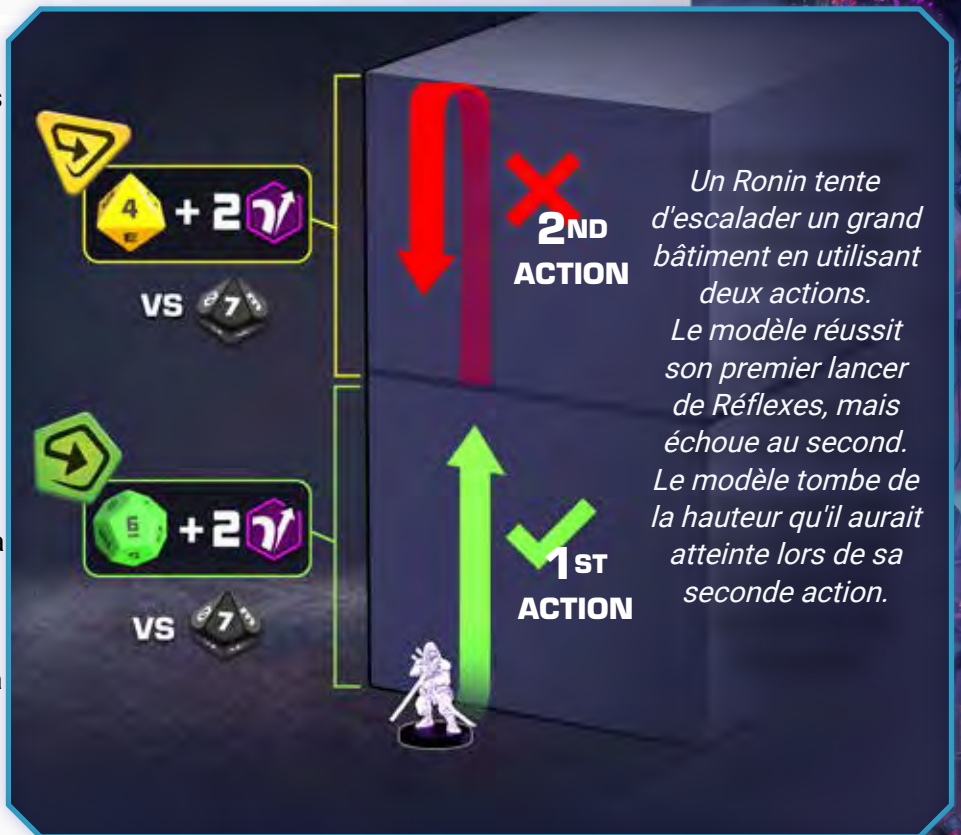 4 + 2
VS 7
2ND
ACTION
6 + 2
VS 7
1ST
ACTION
Un Ronin tente
d'escalader un grand
bâtiment en utilisant
deux actions.
Le modèle réussit
son premier lancer
de Réflexes, mais
échoue au second.
Le modèle tombe de
la hauteur qu'il aurait
atteinte lors de sa
seconde action.